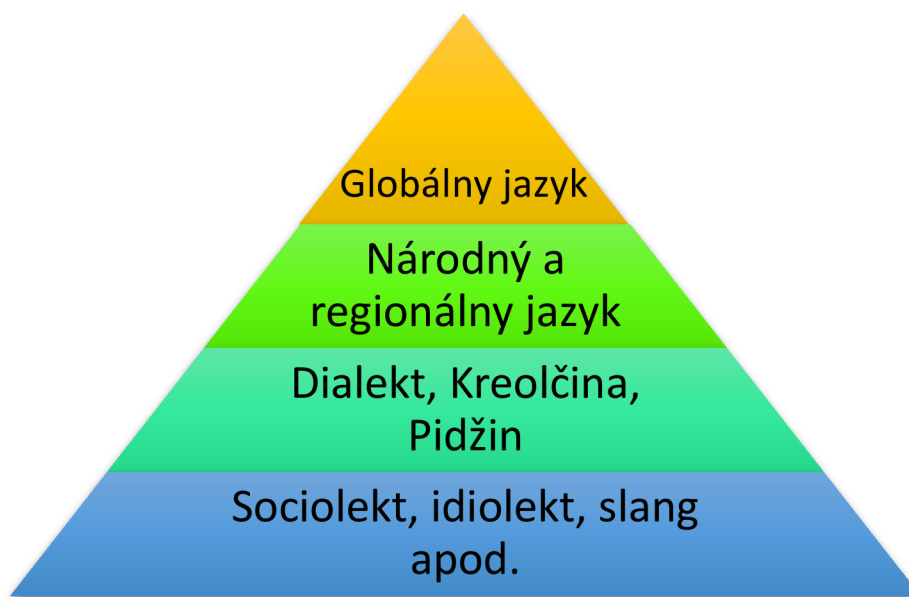 Globálny jazyk
Národný a
regionálny jazyk
Dialekt, Kreolčina,
Pidžin
Sociolekt, idiolekt, slang
apod.